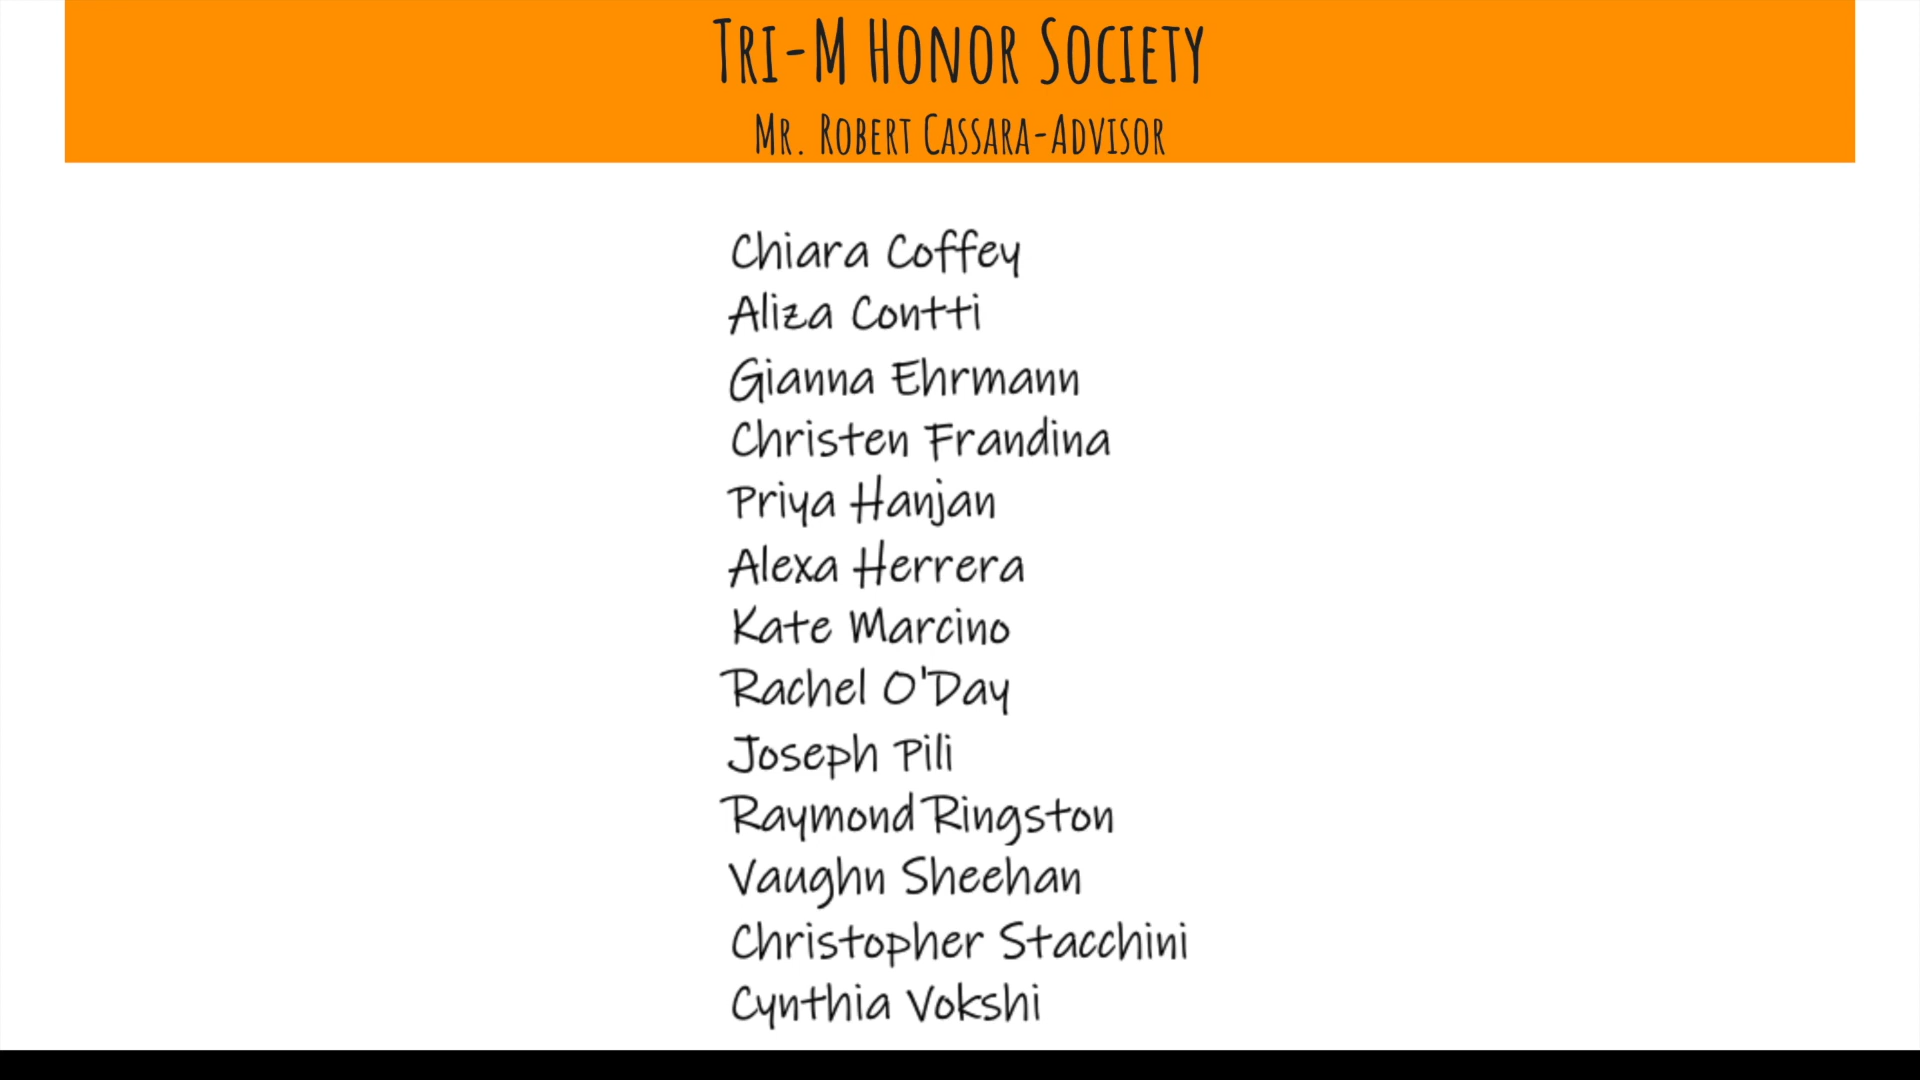 Tri-M Honor Society
Mr. Robert Cassara-Advisor
Chiara Coffey
Aliza Contti
Gianna Ehrmann
Christen Frandina
Priya Hanjan
Alexa Herrera
Kate Marcino
Rachel O'Day
Joseph Pili
Raymond Ringston
Vaughn Sheehan
Christopher Stacchini
Cynthia Vokshi